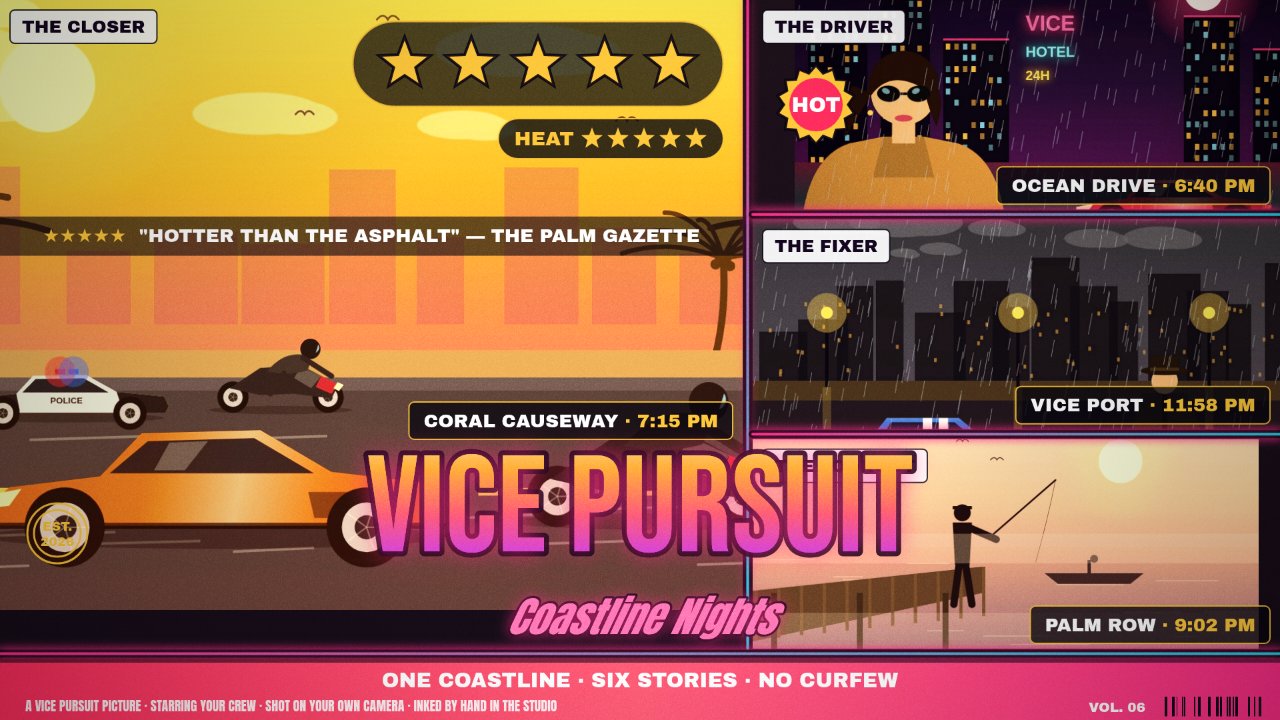 THE CLOSER
HEAT
★★★★★ "HOTTER THAN THE ASPHALT" — THE PALM GAZETTE
POLICE
CORAL CAUSEWAY · 7:15 PM
EST.
THE DRIVER
VICE
HOTEL
24H
HOT
OCEAN DRIVE · 6:40 PM
THE FIXER
VICE PORT · 11:58 PM
PALM ROW · 9:02 PM
VICE PURSUIT
Coastline Nights
ONE COASTLINE · SIX STORIES · NO CURFEW
A VICE PURSUIT PICTURE · STARRING YOUR CREW · SHOT ON YOUR OWN CAMERA · INKED BY HAND IN THE STUDIO
VOL. 06